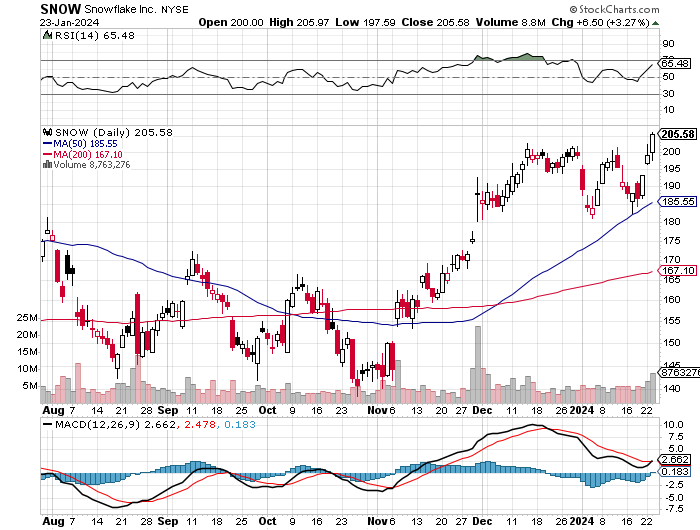 SNOW Snowflake Inc. NYSE © StockCharts.com
23-Jan-2024 Open 200.00 High 205.97 Low 197.59 Close 205.58 Volume 8.8M Chg +6.50 (+3.27%)
RSI(14) 65.48
90
70
65.48
50
30
10
SNOW (Daily) 205.58
MA(50) 185.55
MA(200) 167.10
Volume 8,763,276
205.58
200
195
190
185.55
180
175
170
167.10
165
160
155
150
145
140
8763276
25M
20M
15M
10M
5M
Aug 7 14 21 28 Sep 11 18 25 Oct 9 16 23 Nov 6 13 20 27 Dec 11 18 26 2024 8 16 22
MACD(12,26,9) 2.662, 2.478, 0.183
10.0
7.5
5.0
2.662
0.183
-2.5
-5.0
-7.5
Aug 7 14 21 28 Sep 11 18 25 Oct 9 16 23 Nov 6 13 20 27 Dec 11 18 26 2024 8 16 22